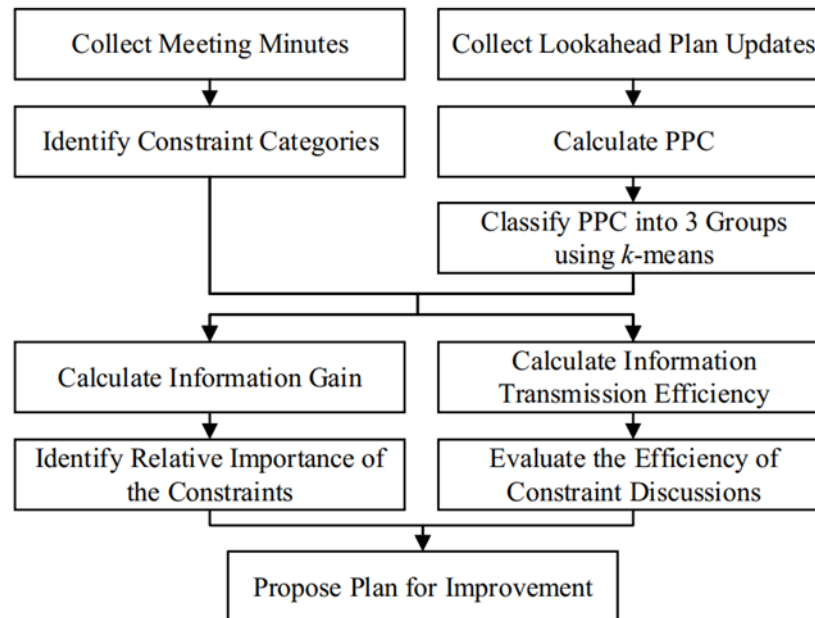 Collect Meeting Minutes
Collect Lookahead Plan Updates
Identify Constraint Categories
Calculate PPC
Classify PPC into 3 Groups
using k-means
Calculate Information Gain
Calculate Information
Transmission Efficiency
Identify Relative Importance of
the Constraints
Evaluate the Efficiency of
Constraint Discussions
Propose Plan for Improvement